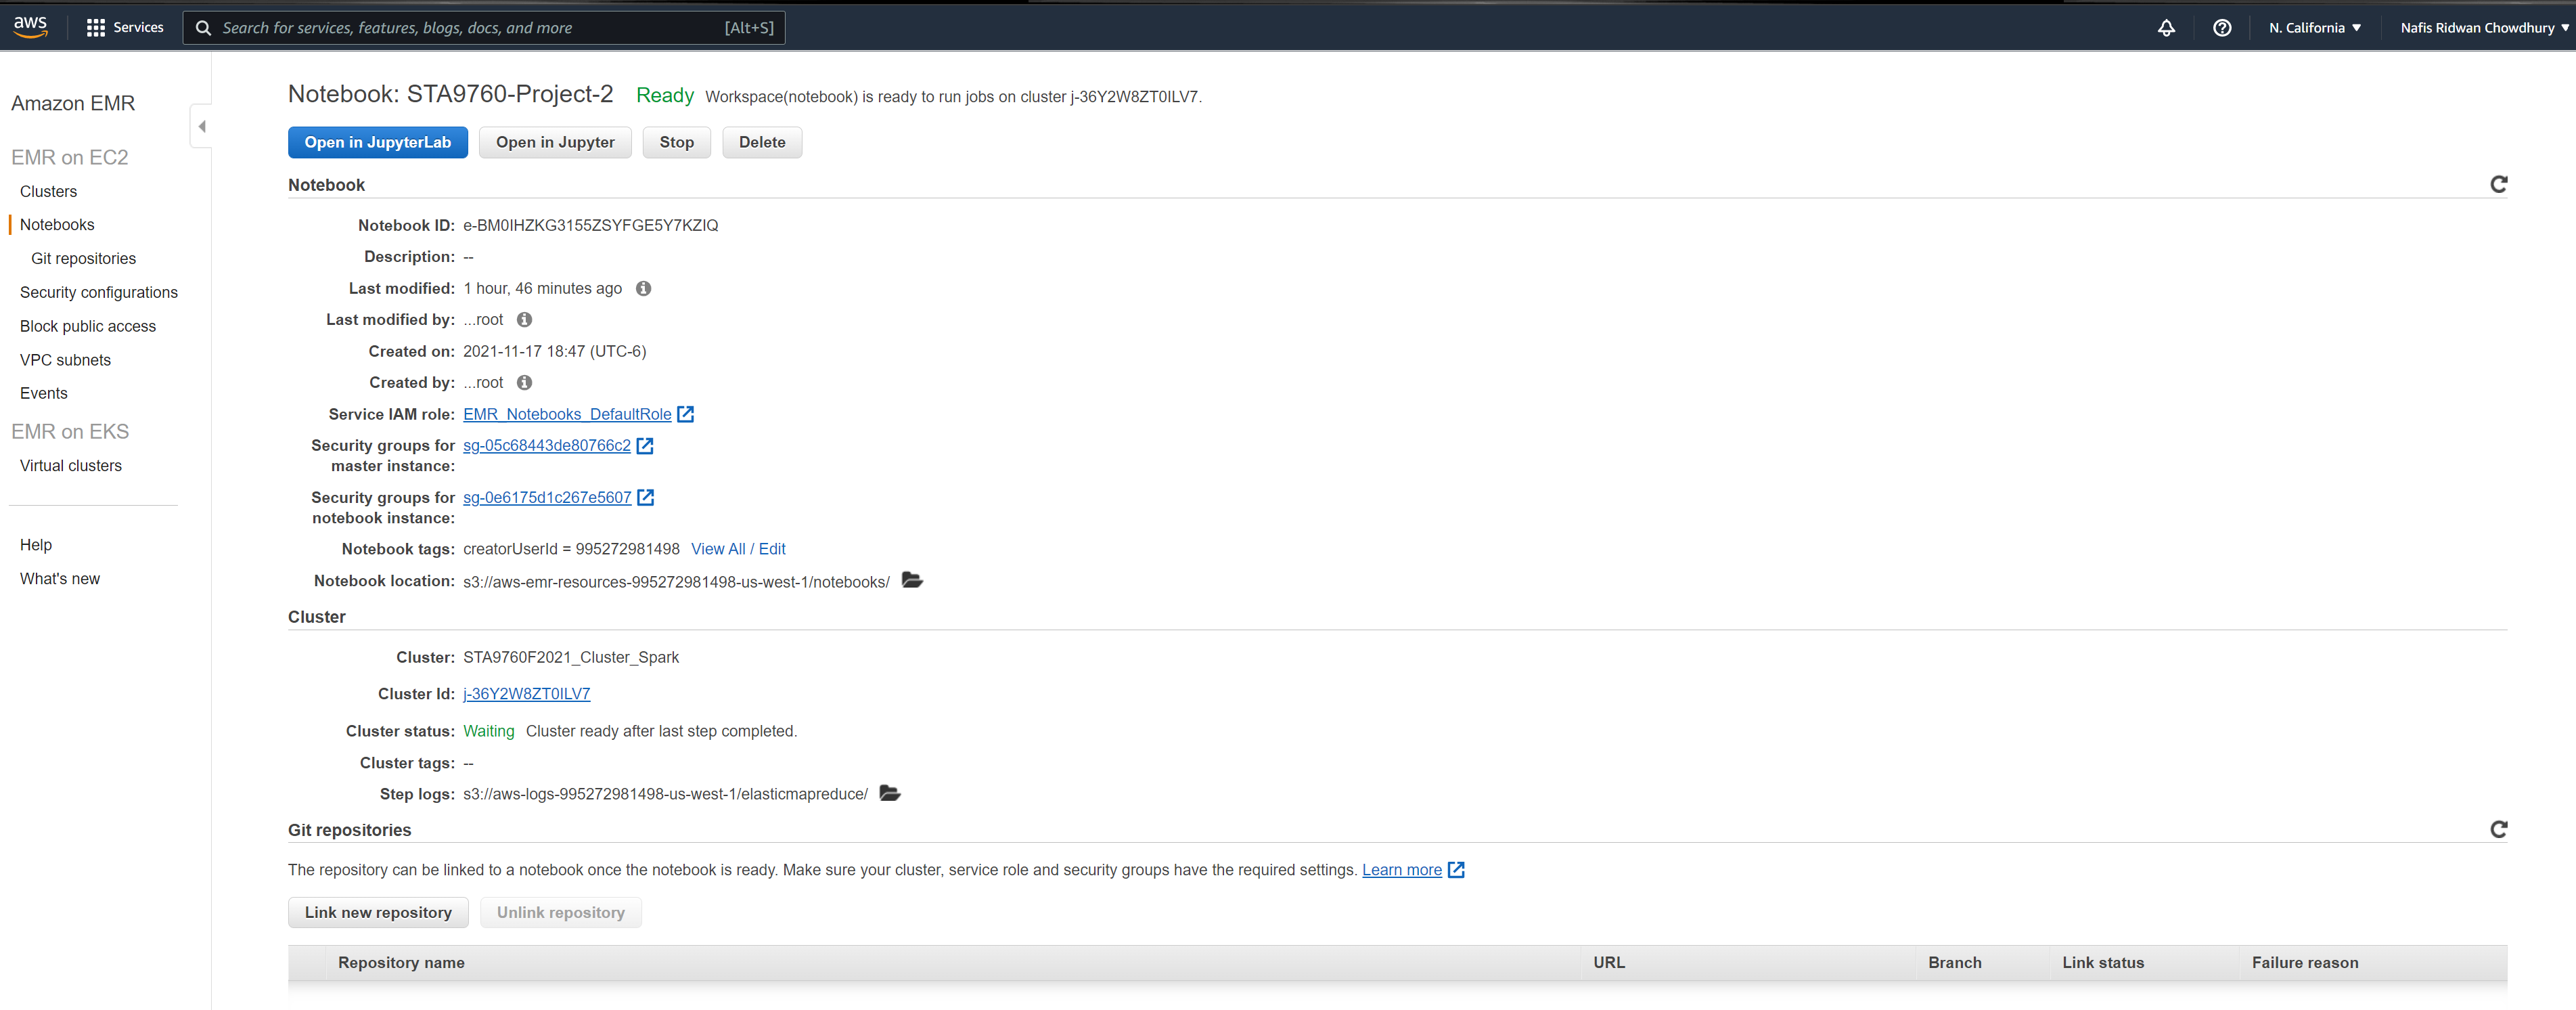 aws Services Search for services, features, blogs, docs, and more [Alt+S] N. California Nafis Ridwan Chowdhury
Amazon EMR
EMR on EC2
Clusters
Notebooks
Git repositories
Security configurations
Block public access
VPC subnets
Events
EMR on EKS
Virtual clusters
Help
What's new
Notebook: STA9760-Project-2 Ready Workspace(notebook) is ready to run jobs on cluster j-36Y2W8ZT0ILV7.
Open in JupyterLab Open in Jupyter Stop Delete
Notebook
Notebook ID: e-BM0IHZKG3155ZSYFGE5Y7KZIQ
Description: --
Last modified: 1 hour, 46 minutes ago
Last modified by: ...root
Created on: 2021-11-17 18:47 (UTC-6)
Created by: ...root
Service IAM role: EMR_Notebooks_DefaultRole
Security groups for sg-05c68443de80766c2
master instance:
Security groups for sg-0e6175d1c267e5607
notebook instance:
Notebook tags: creatorUserId = 995272981498 View All / Edit
Notebook location: s3://aws-emr-resources-995272981498-us-west-1/notebooks/
Cluster
Cluster: STA9760F2021_Cluster_Spark
Cluster Id: j-36Y2W8ZT0ILV7
Cluster status: Waiting Cluster ready after last step completed.
Cluster tags: --
Step logs: s3://aws-logs-995272981498-us-west-1/elasticmapreduce/
Git repositories
The repository can be linked to a notebook once the notebook is ready. Make sure your cluster, service role and security groups have the required settings. Learn more
Link new repository Unlink repository
Repository name URL Branch Link status Failure reason